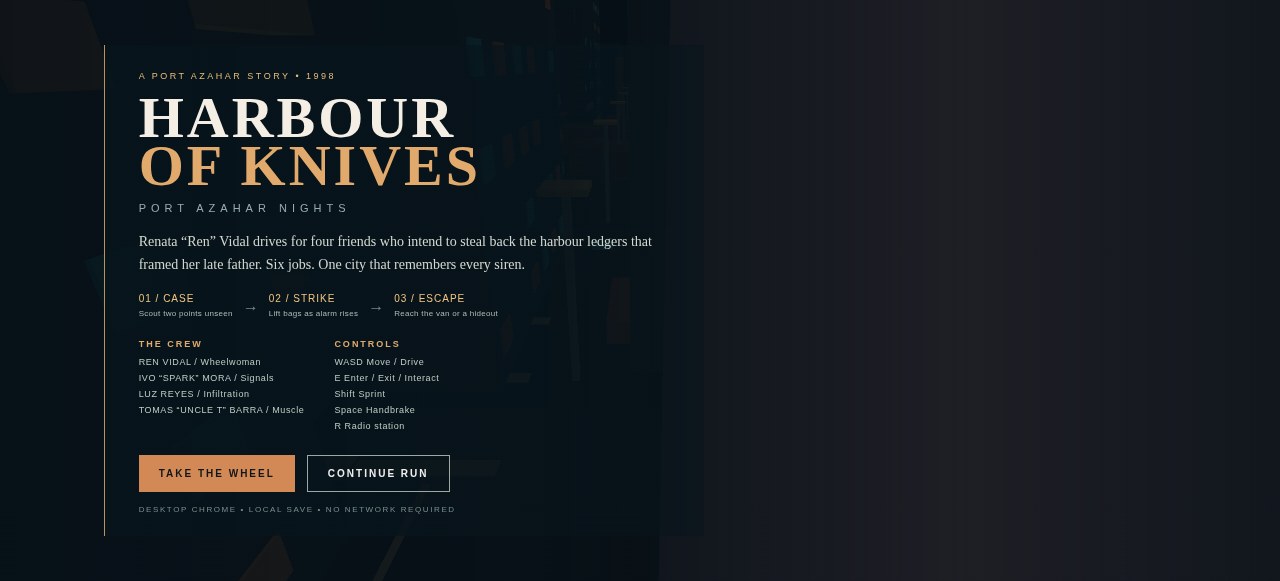 A PORT AZAHAR STORY • 1998
HARBOUR
OF KNIVES
PORT AZAHAR NIGHTS
Renata “Ren” Vidal drives for four friends who intend to steal back the harbour ledgers that
framed her late father. Six jobs. One city that remembers every siren.
01 / CASE
Scout two points unseen
→
02 / STRIKE
Lift bags as alarm rises
→
03 / ESCAPE
Reach the van or a hideout
THE CREW
REN VIDAL / Wheelwoman
IVO “SPARK” MORA / Signals
LUZ REYES / Infiltration
TOMAS “UNCLE T” BARRA / Muscle
CONTROLS
WASD Move / Drive
E Enter / Exit / Interact
Shift Sprint
Space Handbrake
R Radio station
TAKE THE WHEEL
CONTINUE RUN
DESKTOP CHROME • LOCAL SAVE • NO NETWORK REQUIRED